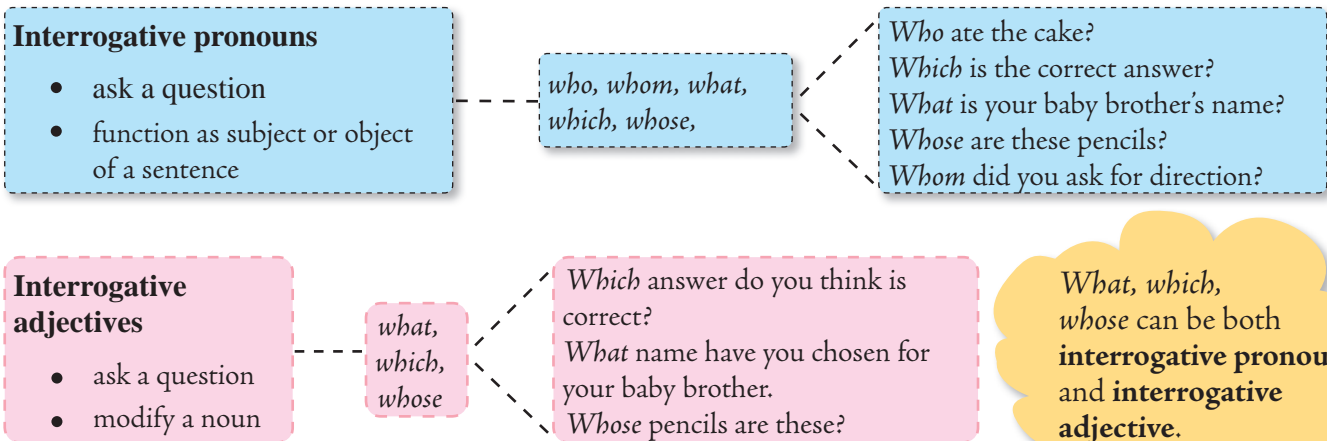 Interrogative pronouns
• ask a question
• function as subject or object
of a sentence
who, whom, what,
which, whose,
Who ate the cake?
Which is the correct answer?
What is your baby brother’s name?
Whose are these pencils?
Whom did you ask for direction?
Interrogative
adjectives
• ask a question
• modify a noun
what,
which,
whose
Which answer do you think is
correct?
What name have you chosen for
your baby brother.
Whose pencils are these?
What, which,
whose can be both
interrogative pronou
and interrogative
adjective.